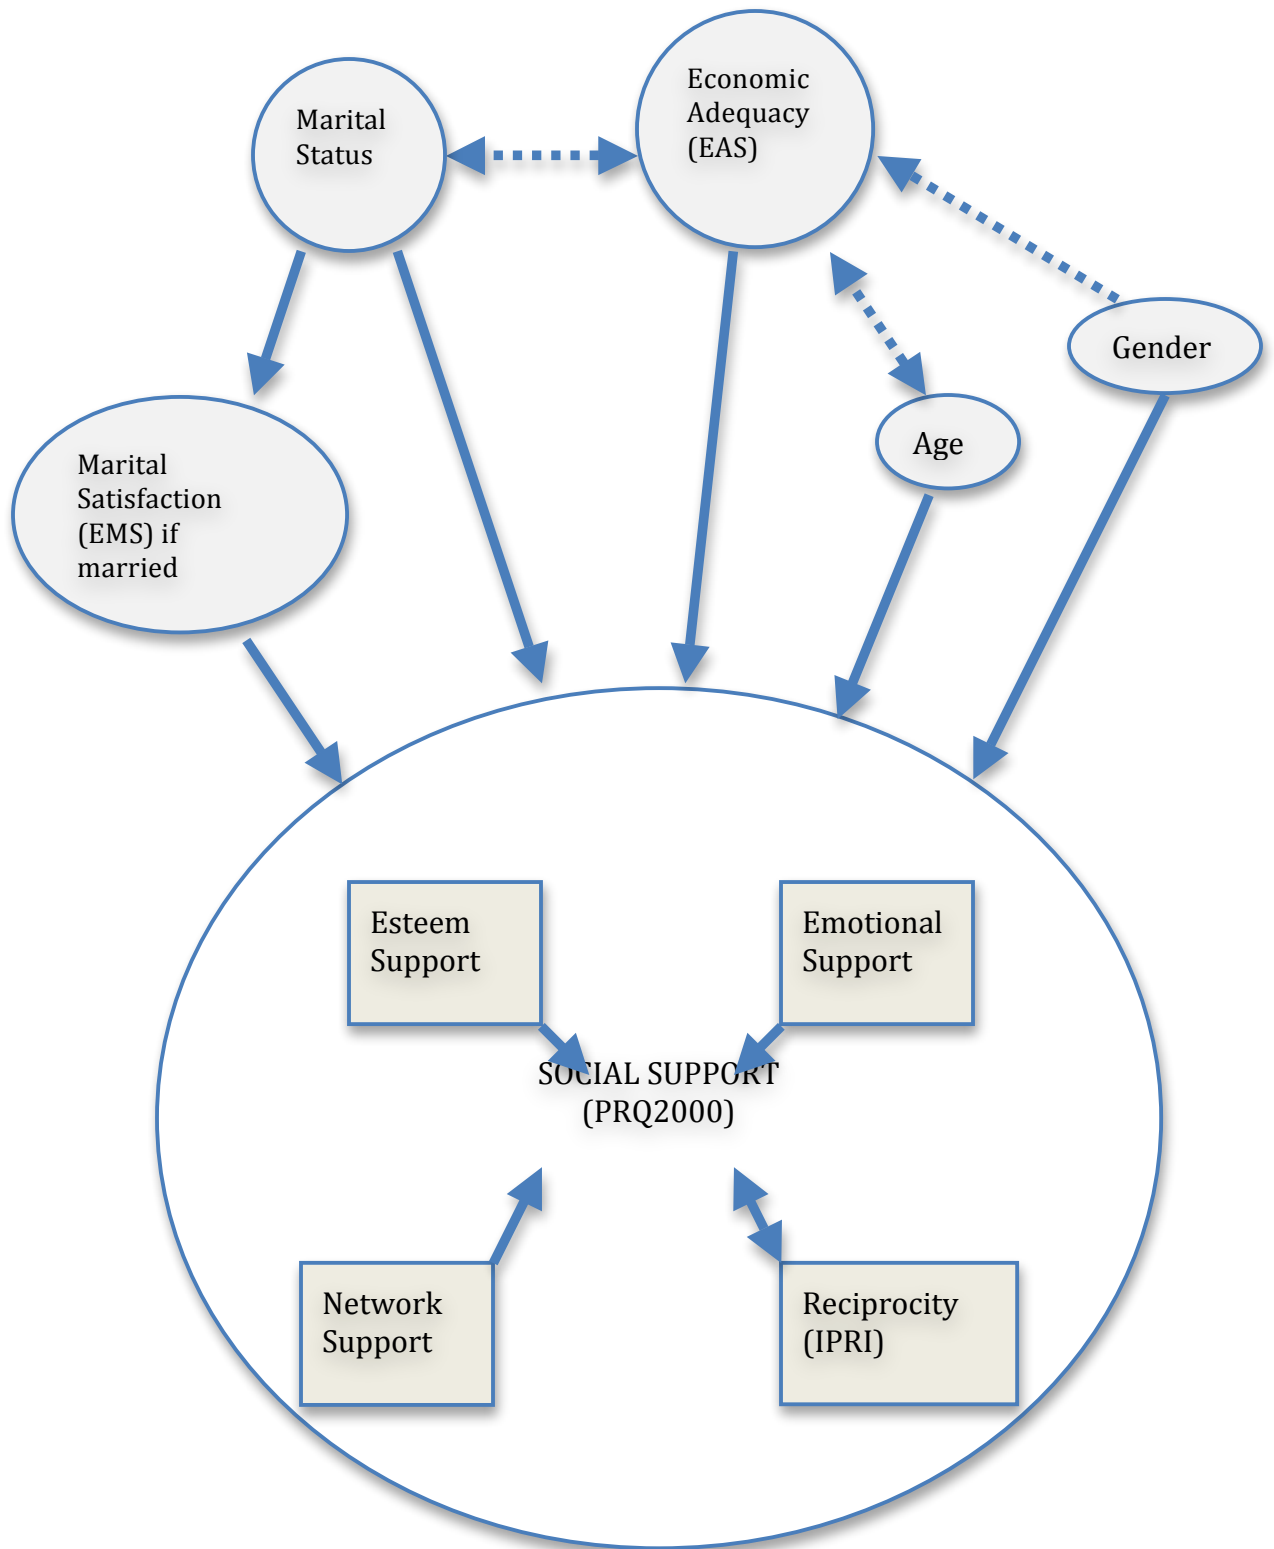 Marital
Status
Economic
Adequacy
(EAS)
Gender
Age
Marital
Satisfaction
(EMS) if
married
Esteem
Support
Emotional
Support
SOCIAL SUPPORT
(PRQ2000)
Network
Support
Reciprocity
(IPRI)